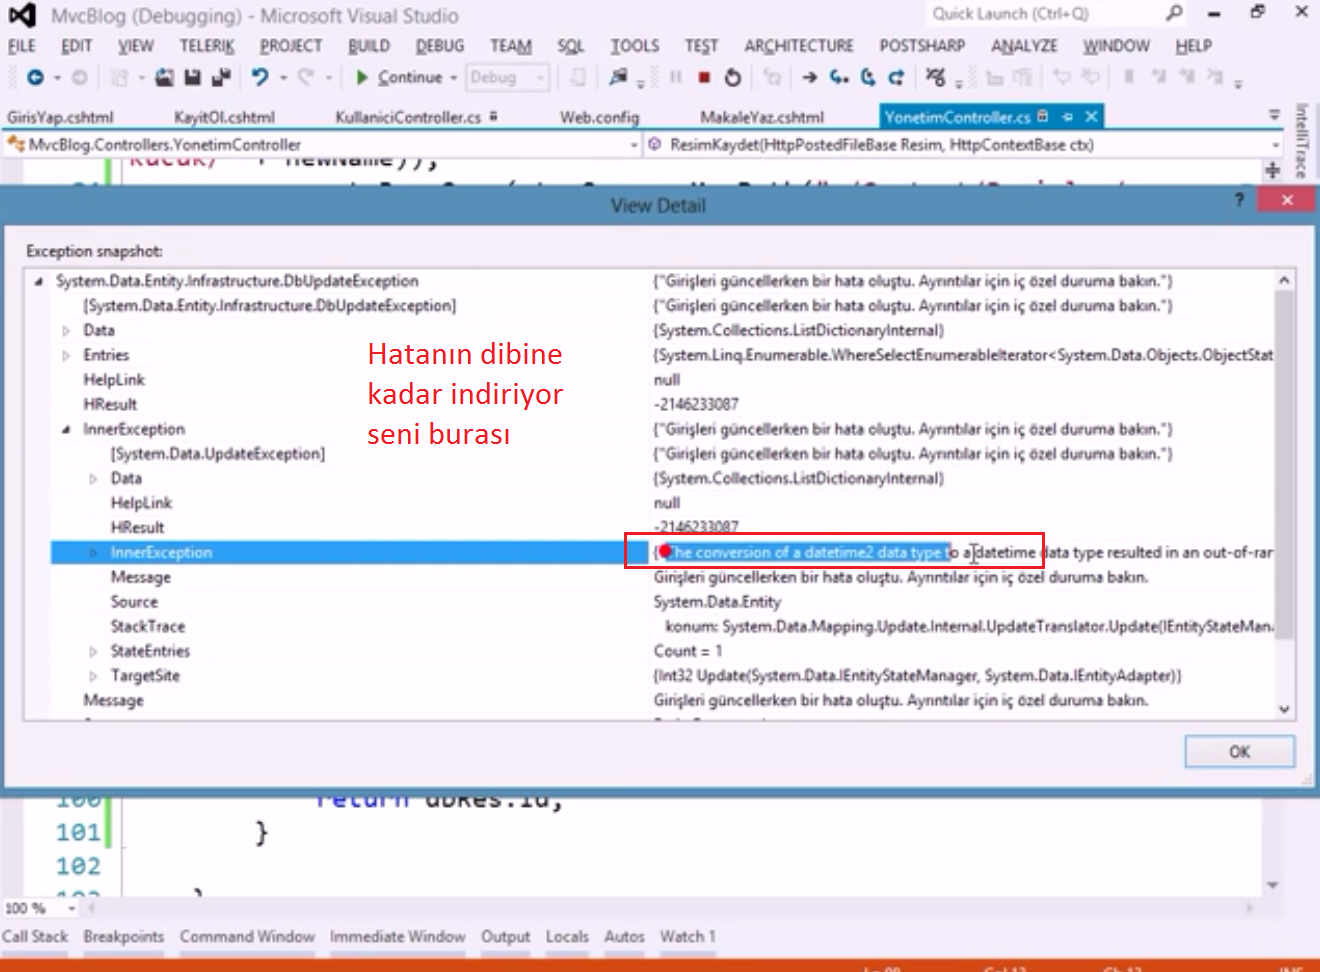 MvcBlog (Debugging) - Microsoft Visual Studio
Quick Launch (Ctrl+Q)
FILE EDIT VIEW TELERIK PROJECT BUILD DEBUG TEAM SQL TOOLS TEST ARCHITECTURE POSTSHARP ANALYZE WINDOW HELP
Continue Debug
GirisYap.cshtml KayitOl.cshtml KullaniciController.cs Web.config MakaleYaz.cshtml YonetimController.cs
IntelliTrace
MvcBlog.Controllers.YonetimController ResimKaydet(HttpPostedFileBase Resim, HttpContextBase ctx)
View Detail
?
Exception snapshot:
System.Data.Entity.Infrastructure.DbUpdateException {"Girişleri güncellerken bir hata oluştu. Ayrıntılar için iç özel duruma bakın."}
[System.Data.Entity.Infrastructure.DbUpdateException] {"Girişleri güncellerken bir hata oluştu. Ayrıntılar için iç özel duruma bakın."}
Data {System.Collections.ListDictionaryInternal}
Entries {System.Linq.Enumerable.WhereSelectEnumerableIterator<System.Data.Objects.ObjectStat
HelpLink null
HResult -2146233087
InnerException {"Girişleri güncellerken bir hata oluştu. Ayrıntılar için iç özel duruma bakın."}
[System.Data.UpdateException] {"Girişleri güncellerken bir hata oluştu. Ayrıntılar için iç özel duruma bakın."}
Data {System.Collections.ListDictionaryInternal}
HelpLink null
HResult -2146233087
InnerException {The conversion of a datetime2 data type to a datetime data type resulted in an out-of-rar
Message Girişleri güncellerken bir hata oluştu. Ayrıntılar için iç özel duruma bakın.
Source System.Data.Entity
StackTrace konum: System.Data.Mapping.Update.Internal.UpdateTranslator.Update(IEntityStateMan
StateEntries Count = 1
TargetSite {Int32 Update(System.Data.IEntityStateManager, System.Data.IEntityAdapter)}
Message Girişleri güncellerken bir hata oluştu. Ayrıntılar için iç özel duruma bakın.
Hatanın dibine
kadar indiriyor
seni burası
OK
100 return dbRes.Id;
101 }
102
100 %
Call Stack Breakpoints Command Window Immediate Window Output Locals Autos Watch 1